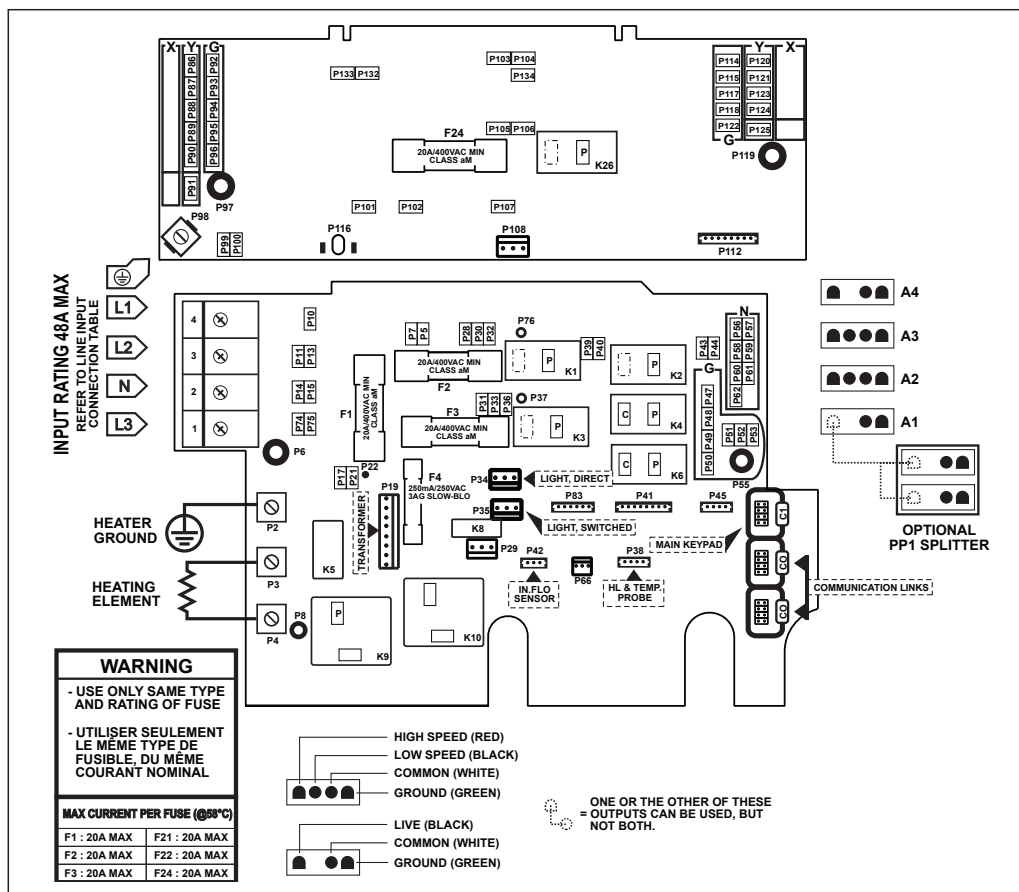 X Y G
P86 P87 P88 P89 P90 P91
P92 P93 P94 P95 P96
P97
P98
P99
P100
P133 P132
P103 P104
P134
P105 P106
F24
20A/400VAC MIN
CLASS aM
P
K26
P101
P102
P107
P116
P108
P112
Y X
P114 P120
P115 P121
P117 P123
P118 P124
P122 P125
G
P119
INPUT RATING 48A MAX
REFER TO LINE INPUT
CONNECTION TABLE
L1
L2
N
L3
4
3
2
1
P10
P11 P13
P14 P15
P74 P75
P6
P7 P5
P28 P30 P32
P76
20A/400VAC MIN
CLASS aM
F2
P
K1
P39 P40
P
K2
P43 P44
N
P56 P57
P58 P59
P60 P61
P62
G
P47
P48
P49
P50
P51 P52 P53
P55
F1
20A/400VAC MIN
CLASS aM
P31 P33 P36
P37
F3
20A/400VAC MIN
CLASS aM
P
K3
C P
K4
C P
K6
P17 P21
P22
P19
TRANSFORMER
F4
250mA/250VAC
3AG SLOW-BLO
P34
LIGHT, DIRECT
P35
LIGHT, SWITCHED
K8
P29
P83
P41
P45
P42
IN.FLO
SENSOR
P66
P38
HL & TEMP.
PROBE
MAIN KEYPAD
C1
CO
CO
COMMUNICATION LINKS
A4
A3
A2
A1
OPTIONAL
PP1 SPLITTER
HEATER
GROUND
P2
HEATING
ELEMENT
P3
P4
P8
K5
P
K9
K10
WARNING
- USE ONLY SAME TYPE
AND RATING OF FUSE
- UTILISER SEULEMENT
LE MÊME TYPE DE
FUSIBLE, DU MÊME
COURANT NOMINAL
MAX CURRENT PER FUSE (@58°C)
F1 : 20A MAX F21 : 20A MAX
F2 : 20A MAX F22 : 20A MAX
F3 : 20A MAX F24 : 20A MAX
HIGH SPEED (RED)
LOW SPEED (BLACK)
COMMON (WHITE)
GROUND (GREEN)
LIVE (BLACK)
COMMON (WHITE)
GROUND (GREEN)
ONE OR THE OTHER OF THESE
= OUTPUTS CAN BE USED, BUT
NOT BOTH.